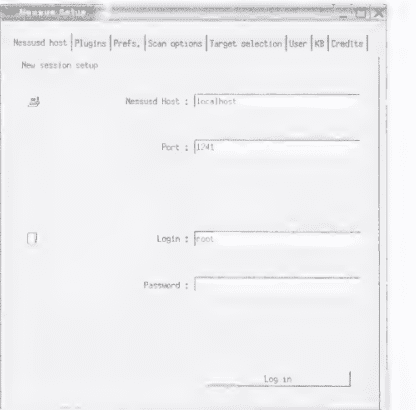 Nessus Setup
Nessusd host Plugins Prefs. Scan options Target selection User KB Credits
New session setup
Nessusd Host : localhost
Port : 1241
Login : root
Password :
Log in